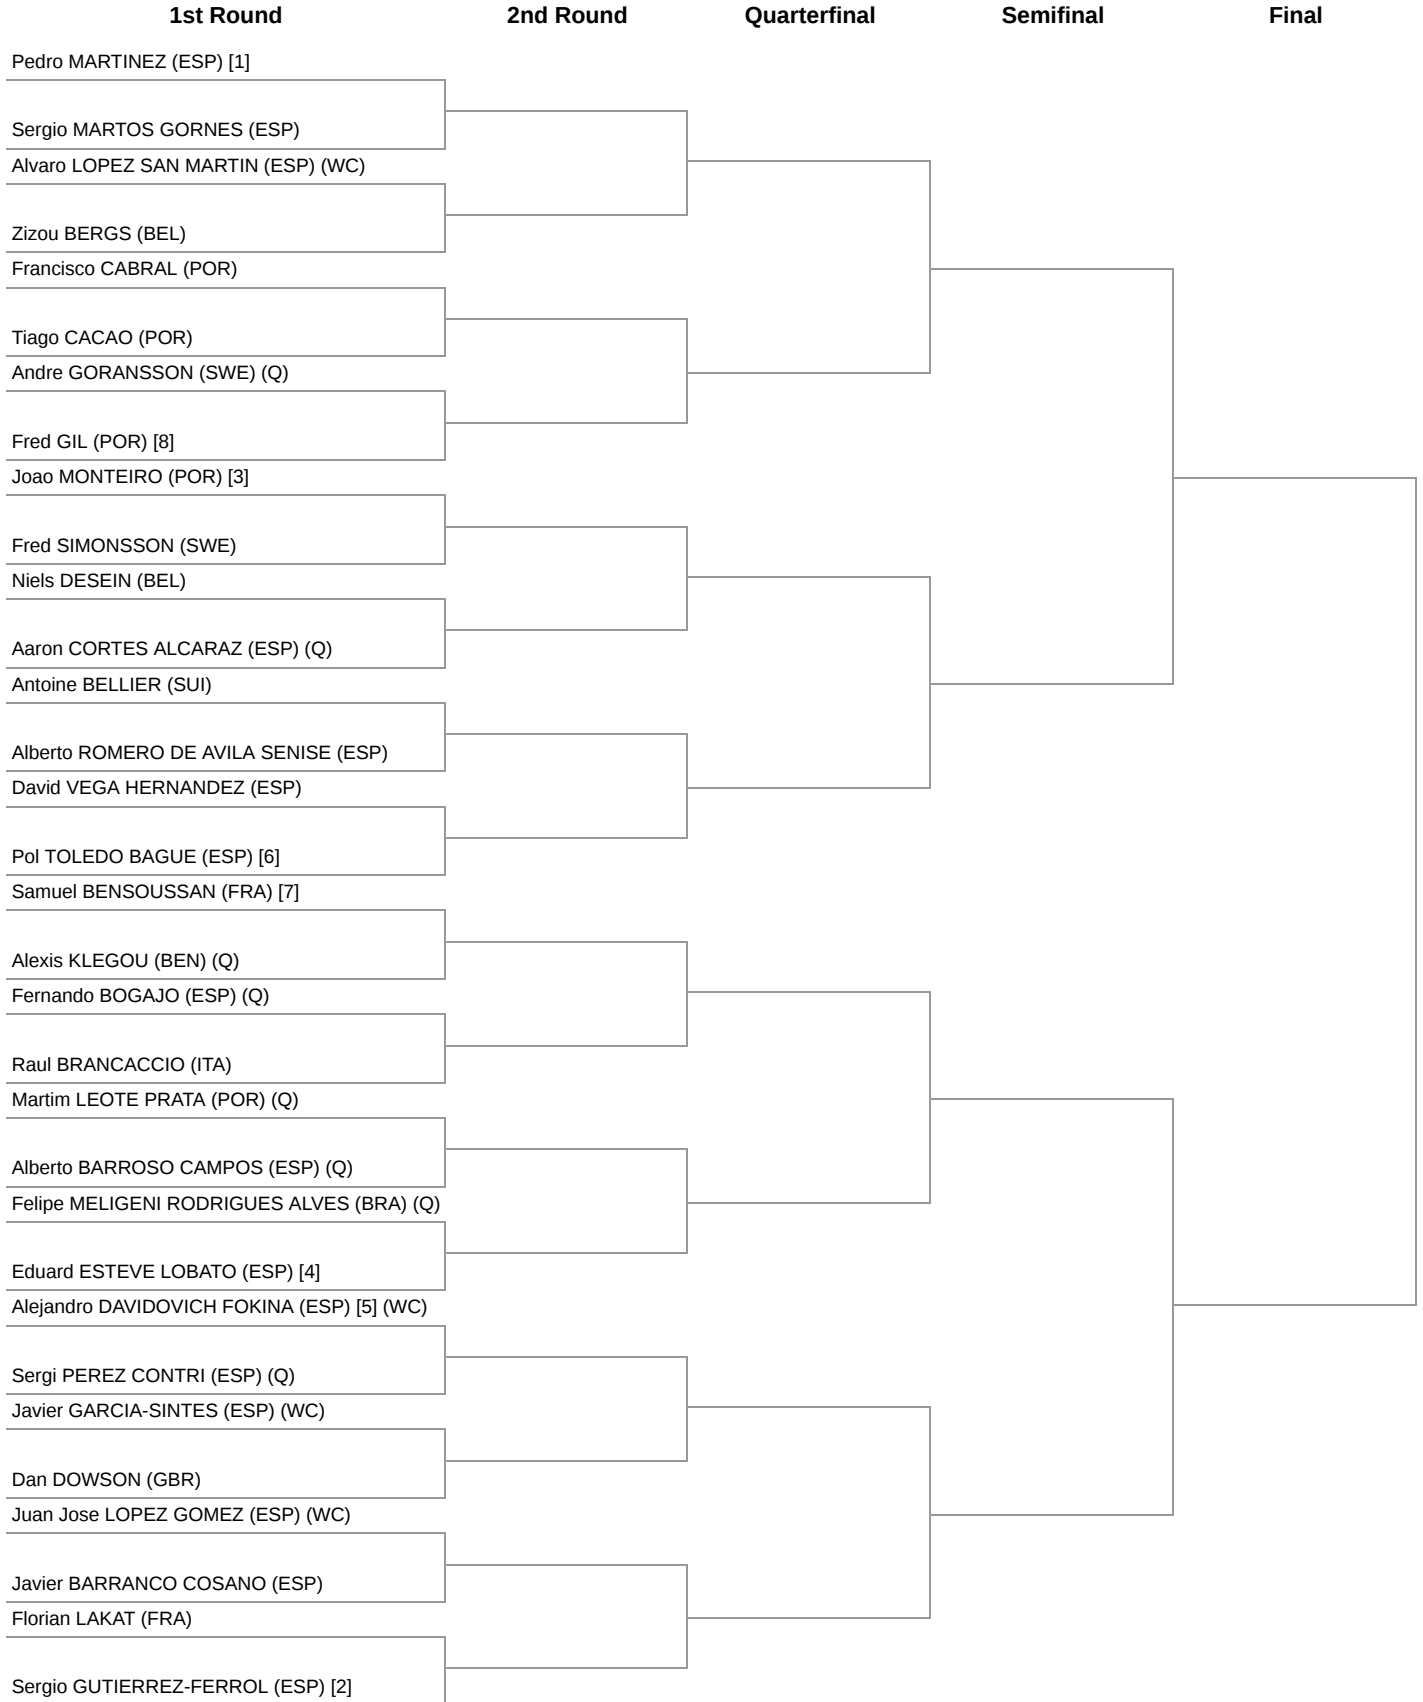 1st Round 2nd Round Quarterfinal Semifinal Final
Pedro MARTINEZ (ESP) [1]
Sergio MARTOS GORNES (ESP)
Alvaro LOPEZ SAN MARTIN (ESP) (WC)
Zizou BERGS (BEL)
Francisco CABRAL (POR)
Tiago CACAO (POR)
Andre GORANSSON (SWE) (Q)
Fred GIL (POR) [8]
Joao MONTEIRO (POR) [3]
Fred SIMONSSON (SWE)
Niels DESEIN (BEL)
Aaron CORTES ALCARAZ (ESP) (Q)
Antoine BELLIER (SUI)
Alberto ROMERO DE AVILA SENISE (ESP)
David VEGA HERNANDEZ (ESP)
Pol TOLEDO BAGUE (ESP) [6]
Samuel BENSOUSSAN (FRA) [7]
Alexis KLEGOU (BEN) (Q)
Fernando BOGAJO (ESP) (Q)
Raul BRANCACCIO (ITA)
Martim LEOTE PRATA (POR) (Q)
Alberto BARROSO CAMPOS (ESP) (Q)
Felipe MELIGENI RODRIGUES ALVES (BRA) (Q)
Eduard ESTEVE LOBATO (ESP) [4]
Alejandro DAVIDOVICH FOKINA (ESP) [5] (WC)
Sergi PEREZ CONTRI (ESP) (Q)
Javier GARCIA-SINTES (ESP) (WC)
Dan DOWSON (GBR)
Juan Jose LOPEZ GOMEZ (ESP) (WC)
Javier BARRANCO COSANO (ESP)
Florian LAKAT (FRA)
Sergio GUTIERREZ-FERROL (ESP) [2]